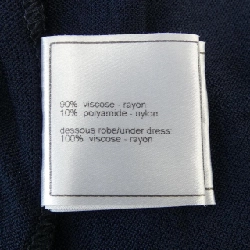 90% viscose - rayon
10% polyamide - nylon
dessous robe/under dress
100% viscose - rayon